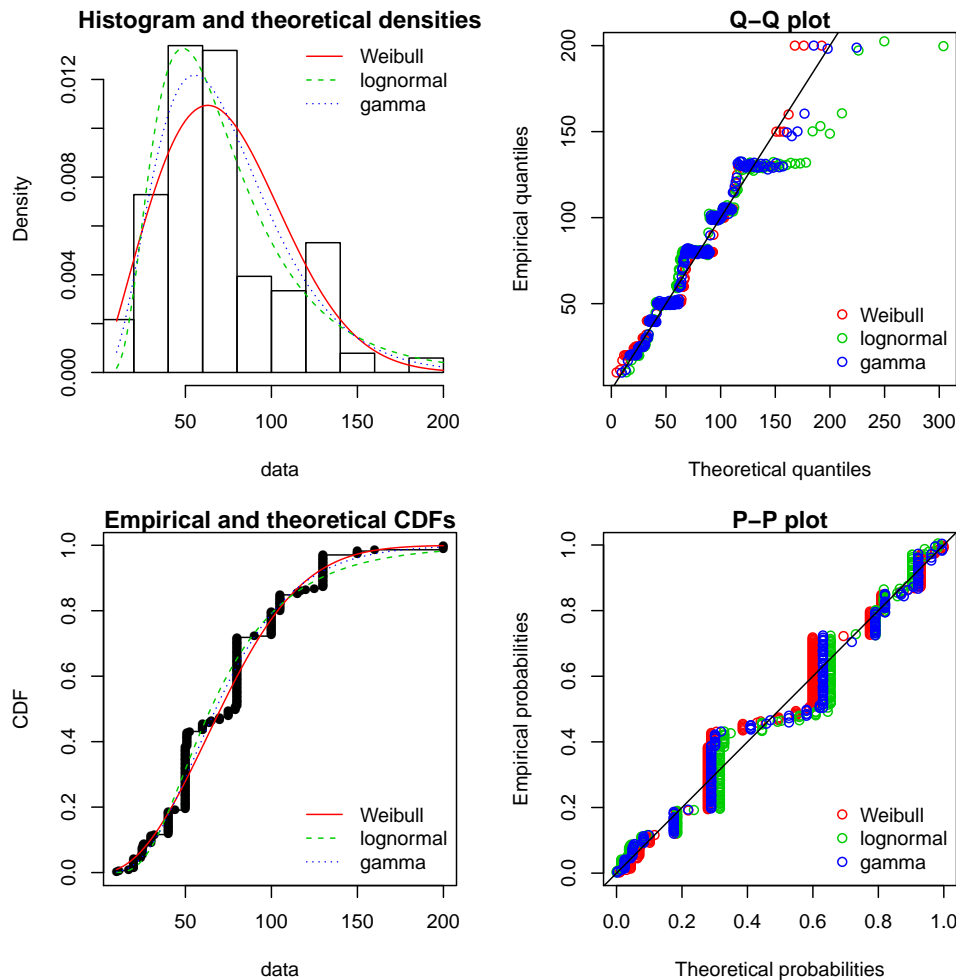 Histogram and theoretical densities
Density
0.000
0.004
0.012
Weibull
lognormal
gamma
50
100
150
200
data
Q−Q plot
Empirical quantiles
50
100
150
200
Weibull
lognormal
gamma
0
50
100
150
200
250
300
Theoretical quantiles
Empirical and theoretical CDFs
CDF
0.0
0.2
0.4
0.6
0.8
1.0
Weibull
lognormal
gamma
50
100
150
200
data
P−P plot
Empirical probabilities
0.0
0.2
0.4
0.6
0.8
1.0
Weibull
lognormal
gamma
0.0
0.2
0.4
0.6
0.8
1.0
Theoretical probabilities